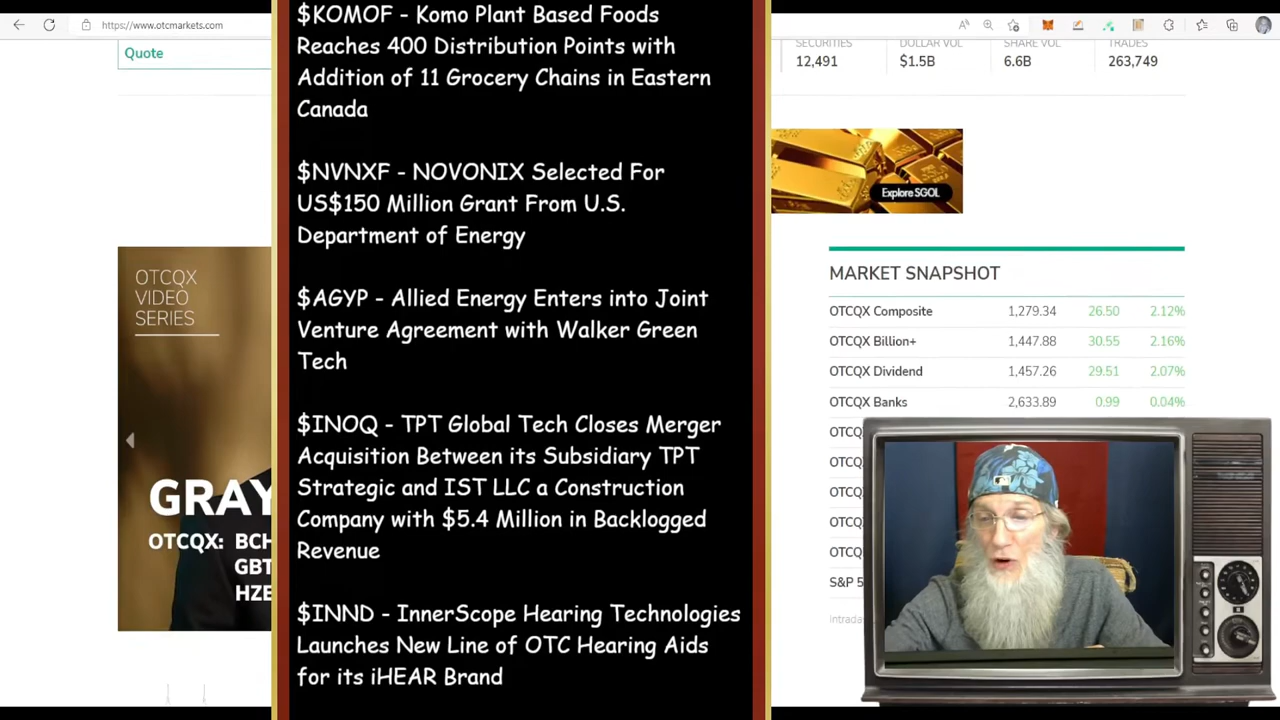 https://www.otcmarkets.com
Quote
SECURITIES
DOLLAR VOL
SHARE VOL
TRADES
12,491
$1.5B
6.6B
263,749
$KOMOF - Komo Plant Based Foods
Reaches 400 Distribution Points with
Addition of 11 Grocery Chains in Eastern
Canada
$NVNXF - NOVONIX Selected For
US$150 Million Grant From U.S.
Department of Energy
$AGYP - Allied Energy Enters into Joint
Venture Agreement with Walker Green
Tech
$INOQ - TPT Global Tech Closes Merger
Acquisition Between its Subsidiary TPT
Strategic and IST LLC a Construction
Company with $5.4 Million in Backlogged
Revenue
$INND - InnerScope Hearing Technologies
Launches New Line of OTC Hearing Aids
for its iHEAR Brand
OTCQX
VIDEO
SERIES
GRAY
OTCQX: BCH
GBT
HZE
Explore SGOL
MARKET SNAPSHOT
OTCQX Composite 1,279.34 26.50 2.12%
OTCQX Billion+ 1,447.88 30.55 2.16%
OTCQX Dividend 1,457.26 29.51 2.07%
OTCQX Banks 2,633.89 0.99 0.04%
OTCQ
OTCQ
OTC
OTC
OTC
S&P 5
intrada